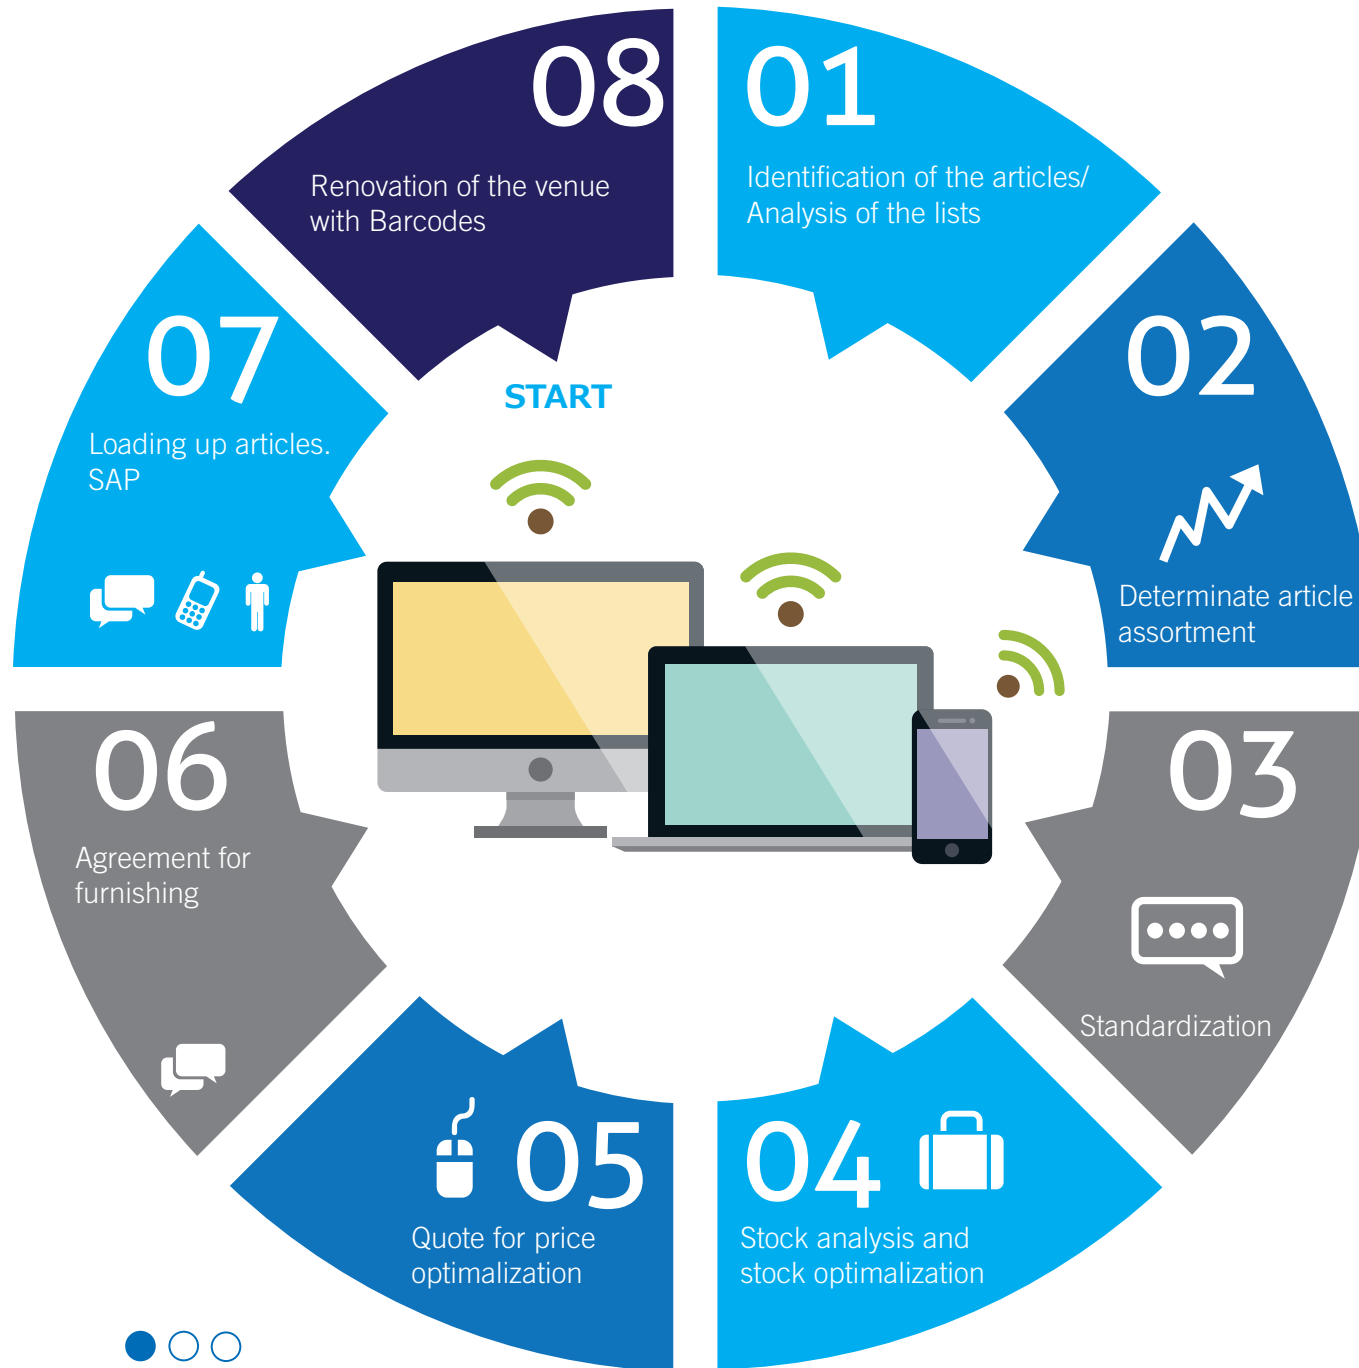 08
Renovation of the venue
with Barcodes
01
Identification of the articles/
Analysis of the lists
02
Determinate article
assortment
03
Standardization
04
Stock analysis and
stock optimalization
05
Quote for price
optimalization
06
Agreement for
furnishing
07
Loading up articles.
SAP
START